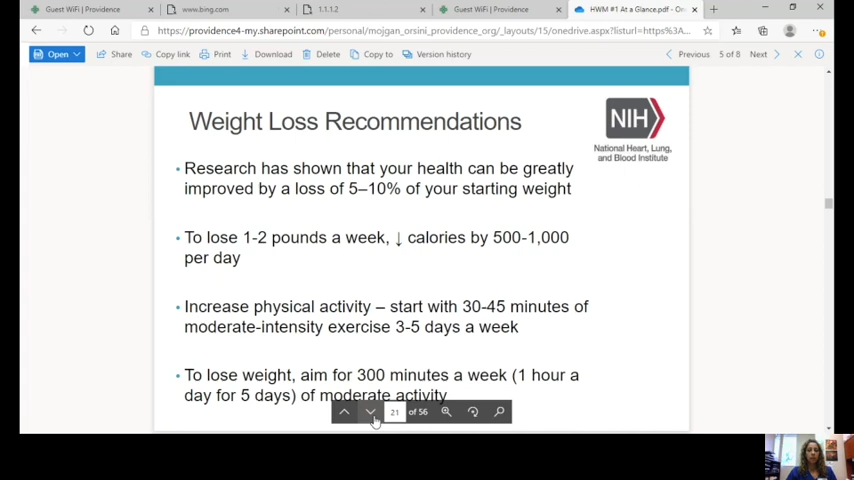 Guest WiFi | Providence
www.bing.com
1.1.1.2
Guest WiFi | Providence
HWM #1 At a Glance.pdf - On
https://providence4-my.sharepoint.com/personal/mojgan_orsini_providence_org/_layouts/15/onedrive.aspx?listurl=https%3A...
Open
Share
Copy link
Print
Download
Delete
Copy to
Version history
Previous
5 of 8
Next
Weight Loss Recommendations
NIH
National Heart, Lung,
and Blood Institute
• Research has shown that your health can be greatly
improved by a loss of 5–10% of your starting weight
• To lose 1-2 pounds a week, ↓ calories by 500-1,000
per day
• Increase physical activity – start with 30-45 minutes of
moderate-intensity exercise 3-5 days a week
• To lose weight, aim for 300 minutes a week (1 hour a
day for 5 days) of moderate activity
21 of 56